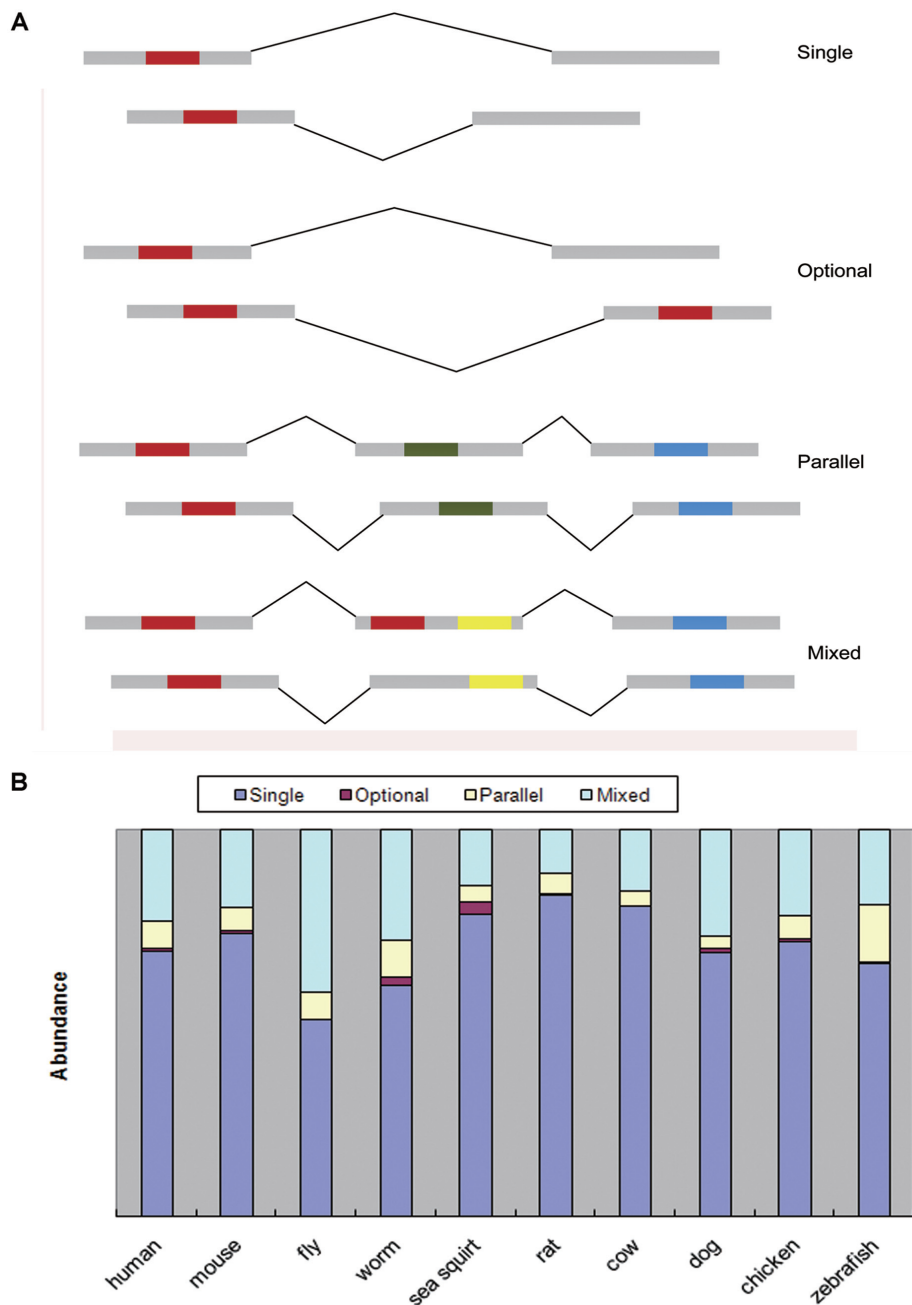 A
Single
Optional
Parallel
Mixed
B
Single Optional Parallel Mixed
Abundance
human mouse fly worm sea squirt rat cow dog chicken zebrafish